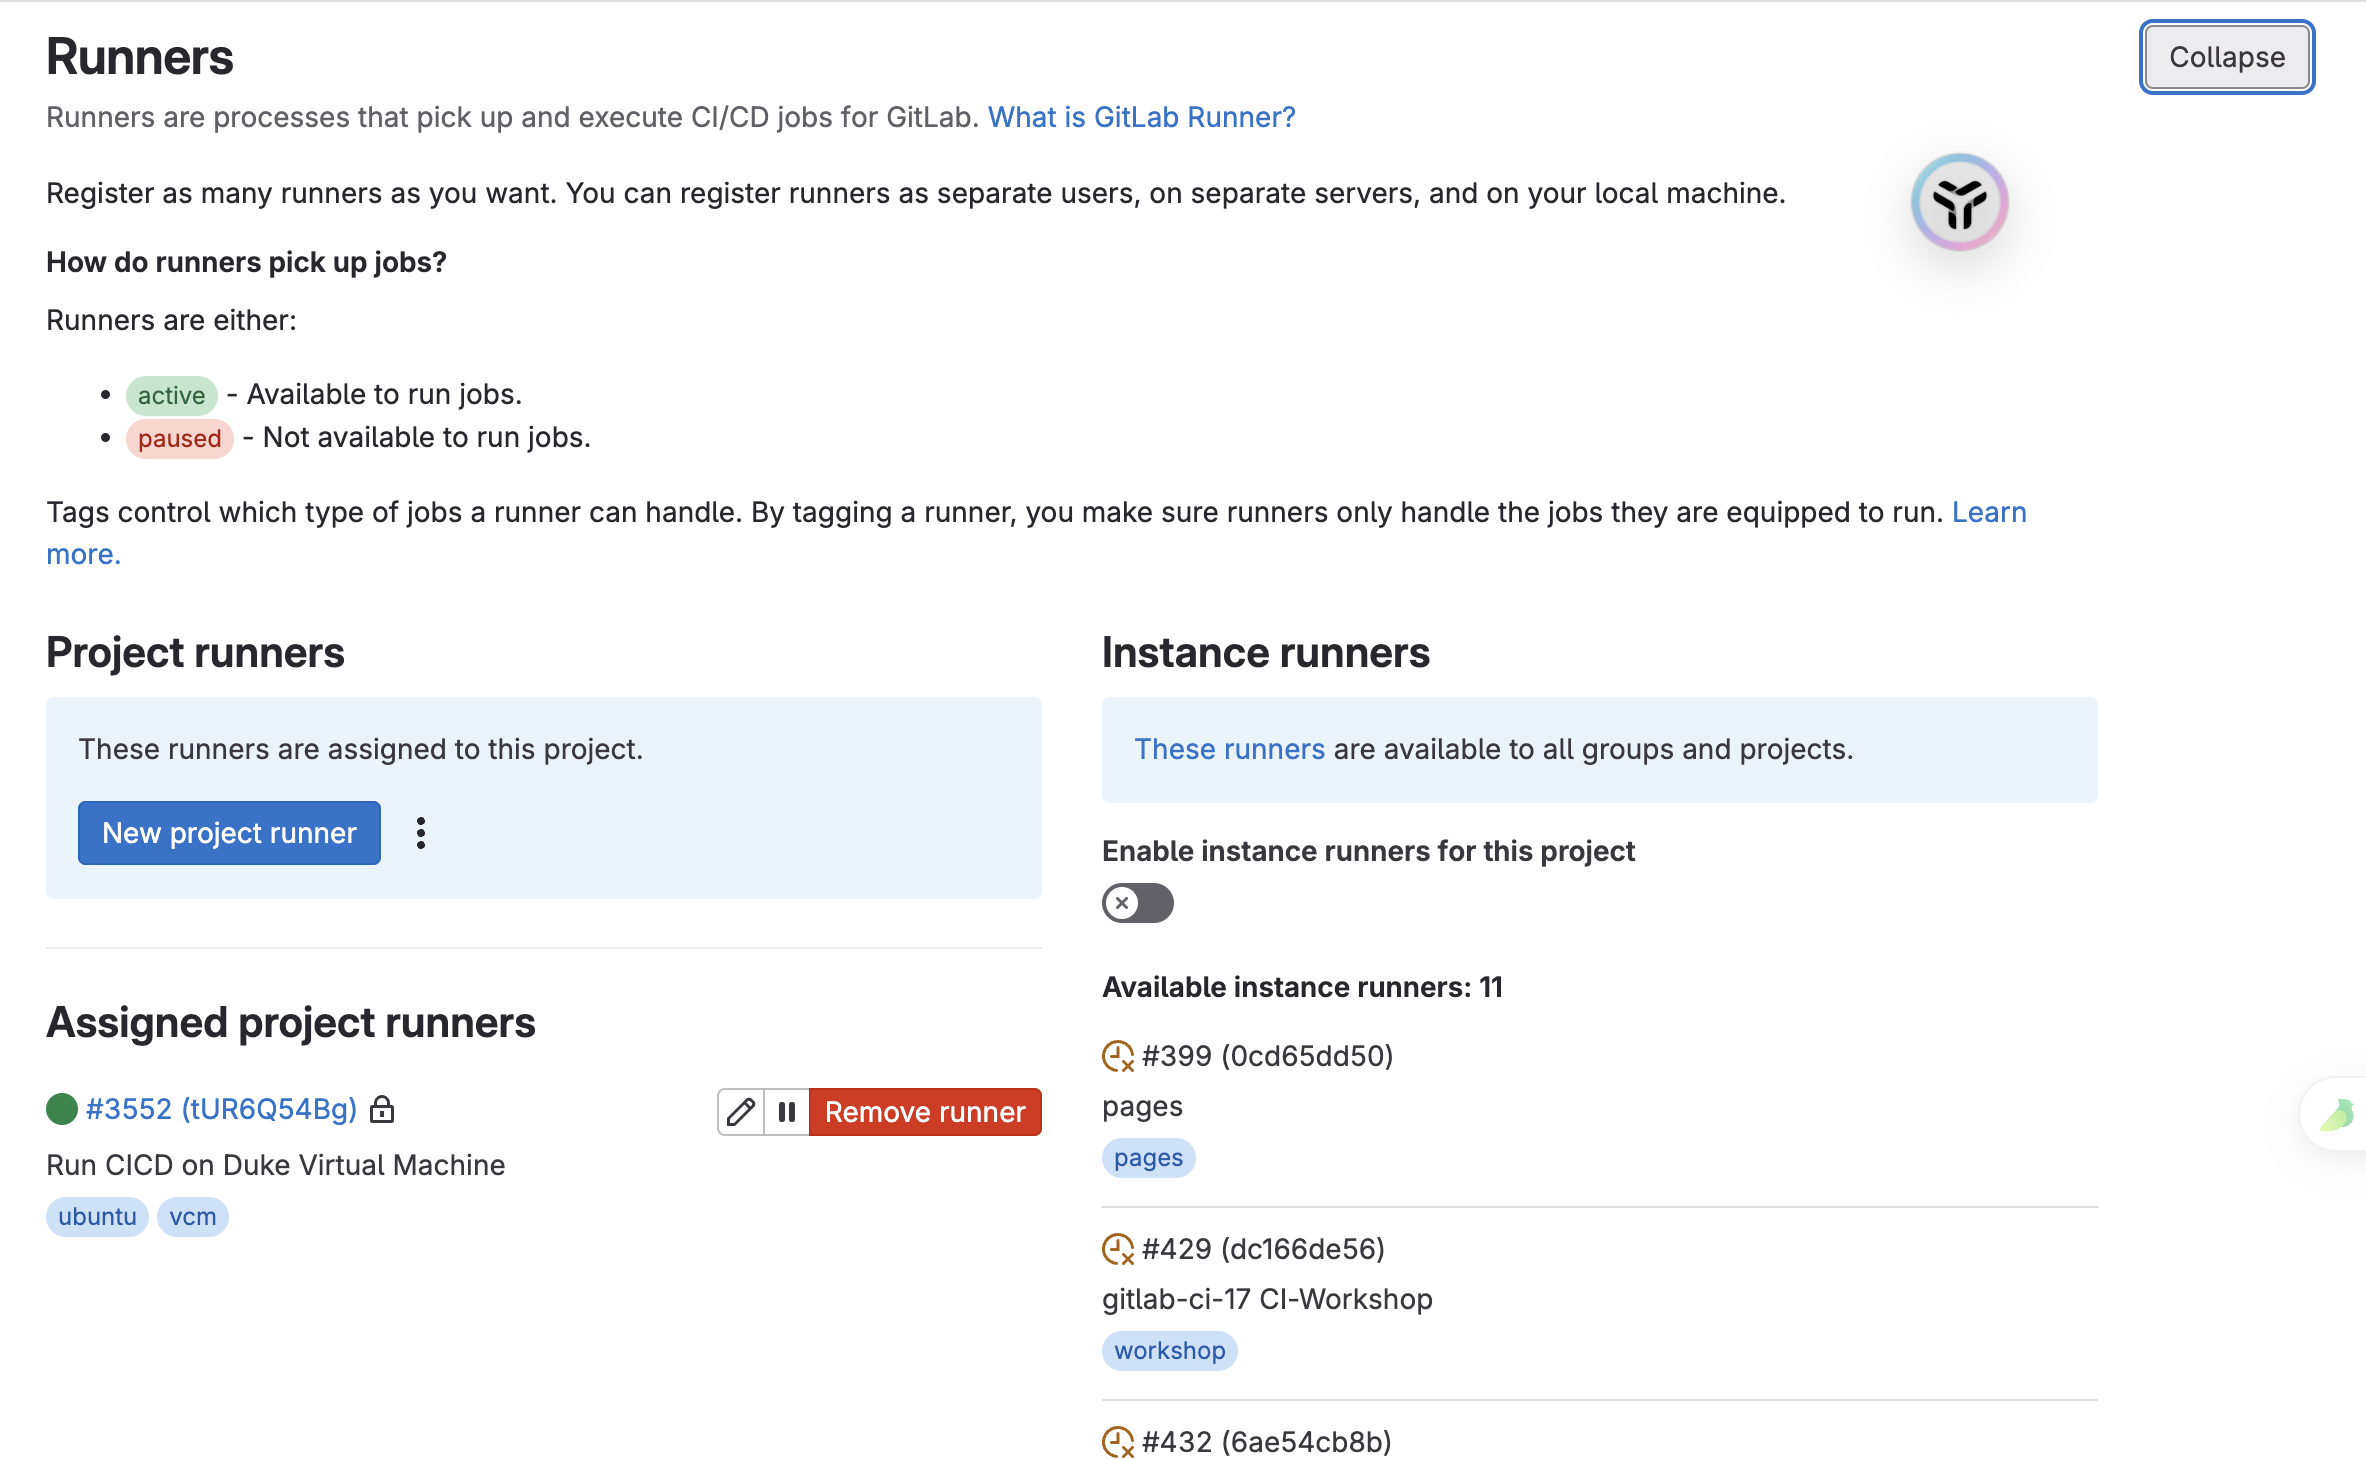 Runners
Collapse
Runners are processes that pick up and execute CI/CD jobs for GitLab. What is GitLab Runner?
Register as many runners as you want. You can register runners as separate users, on separate servers, and on your local machine.
How do runners pick up jobs?
Runners are either:
• active - Available to run jobs.
• paused - Not available to run jobs.
Tags control which type of jobs a runner can handle. By tagging a runner, you make sure runners only handle the jobs they are equipped to run. Learn
more.
Project runners
These runners are assigned to this project.
New project runner
Assigned project runners
#3552 (tUR6Q54Bg)
Remove runner
Run CICD on Duke Virtual Machine
ubuntu vcm
Instance runners
These runners are available to all groups and projects.
Enable instance runners for this project
Available instance runners: 11
#399 (0cd65dd50)
pages
pages
#429 (dc166de56)
gitlab-ci-17 CI-Workshop
workshop
#432 (6ae54cb8b)